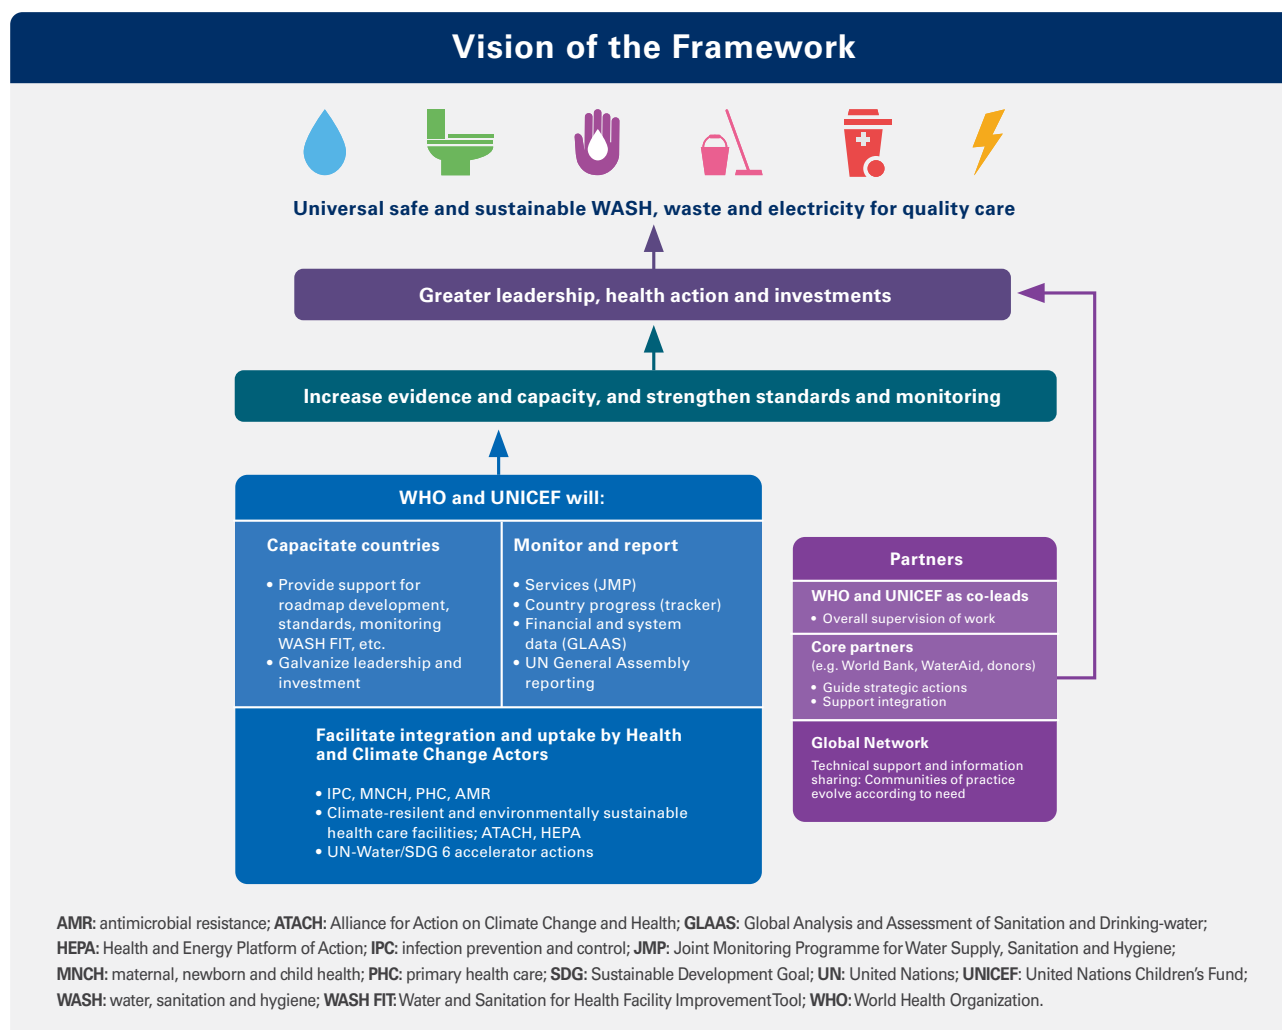 Vision of the Framework
Universal safe and sustainable WASH, waste and electricity for quality care
Greater leadership, health action and investments
Increase evidence and capacity, and strengthen standards and monitoring
WHO and UNICEF will:
Capacitate countries
• Provide support for
roadmap development,
standards, monitoring
WASH FIT, etc.
• Galvanize leadership and
investment
Monitor and report
• Services (JMP)
• Country progress (tracker)
• Financial and system
data (GLAAS)
• UN General Assembly
reporting
Facilitate integration and uptake by Health
and Climate Change Actors
• IPC, MNCH, PHC, AMR
• Climate-resilent and environmentally sustainable
health care facilities; ATACH, HEPA
• UN-Water/SDG 6 accelerator actions
Partners
WHO and UNICEF as co-leads
• Overall supervision of work
Core partners
(e.g. World Bank, WaterAid, donors)
• Guide strategic actions
• Support integration
Global Network
Technical support and information
sharing: Communities of practice
evolve according to need
AMR: antimicrobial resistance; ATACH: Alliance for Action on Climate Change and Health; GLAAS: Global Analysis and Assessment of Sanitation and Drinking-water;
HEPA: Health and Energy Platform of Action; IPC: infection prevention and control; JMP: Joint Monitoring Programme for Water Supply, Sanitation and Hygiene;
MNCH: maternal, newborn and child health; PHC: primary health care; SDG: Sustainable Development Goal; UN: United Nations; UNICEF: United Nations Children's Fund;
WASH: water, sanitation and hygiene; WASH FIT: Water and Sanitation for Health Facility Improvement Tool; WHO: World Health Organization.